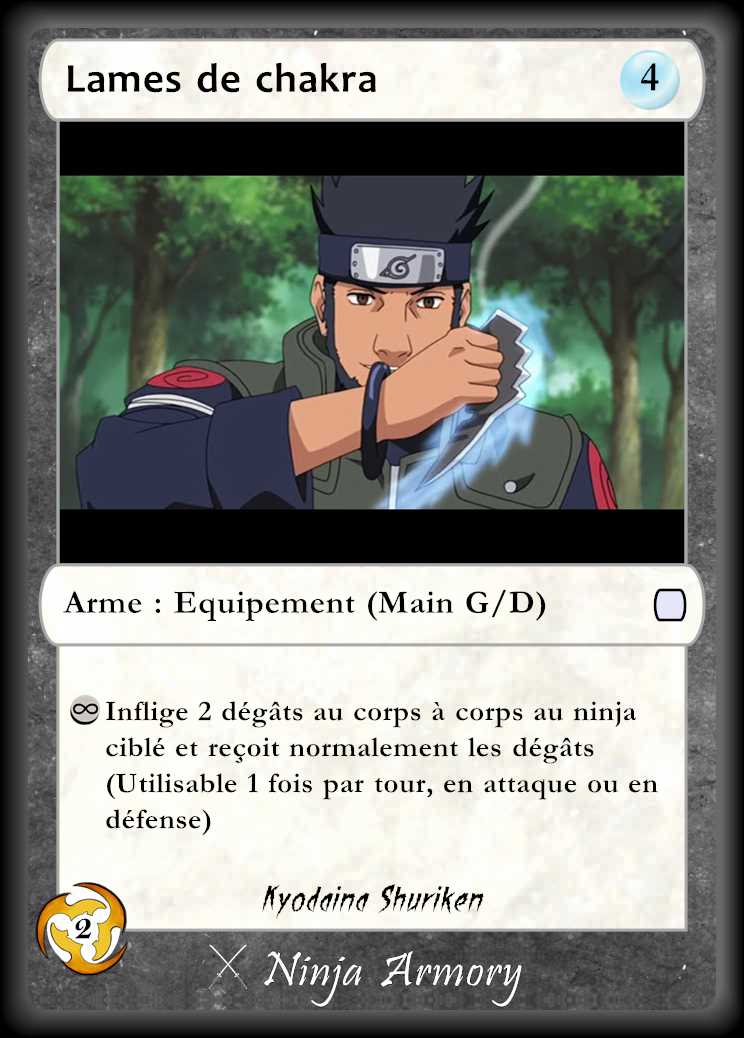 Lames de chakra
4
Arme : Equipement (Main G/D)
∞ Inflige 2 dégâts au corps à corps au ninja
ciblé et reçoit normalement les dégâts
(Utilisable 1 fois par tour, en attaque ou en
défense)
Kyodaina Shuriken
2
Ninja Armory